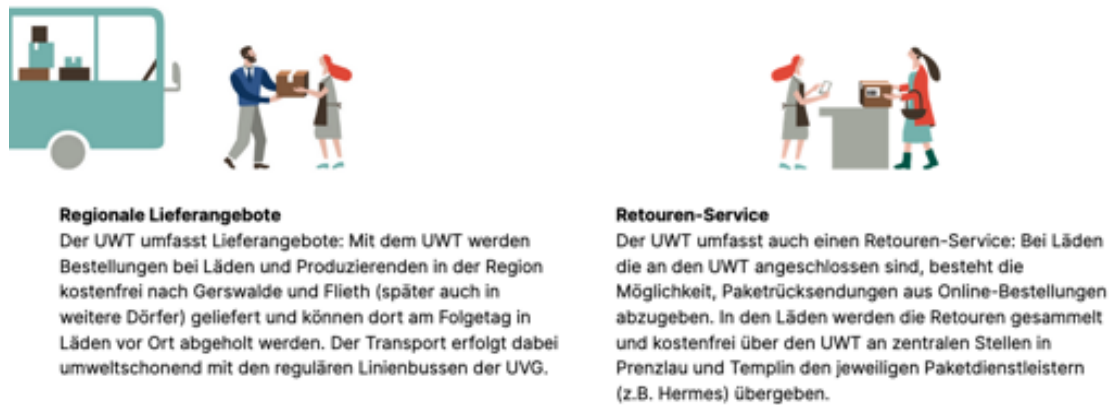 Regionale Lieferangebote
Der UWT umfasst Lieferangebote: Mit dem UWT werden
Bestellungen bei Läden und Produzierenden in der Region
kostenfrei nach Gerswalde und Flieth (später auch in
weitere Dörfer) geliefert und können dort am Folgetag in
Läden vor Ort abgeholt werden. Der Transport erfolgt dabei
umweltschonend mit den regulären Linienbussen der UVG.
Retouren-Service
Der UWT umfasst auch einen Retouren-Service: Bei Läden
die an den UWT angeschlossen sind, besteht die
Möglichkeit, Paketrücksendungen aus Online-Bestellungen
abzugeben. In den Läden werden die Retouren gesammelt
und kostenfrei über den UWT an zentralen Stellen in
Prenzlau und Templin den jeweiligen Paketdienstleistern
(z.B. Hermes) übergeben.